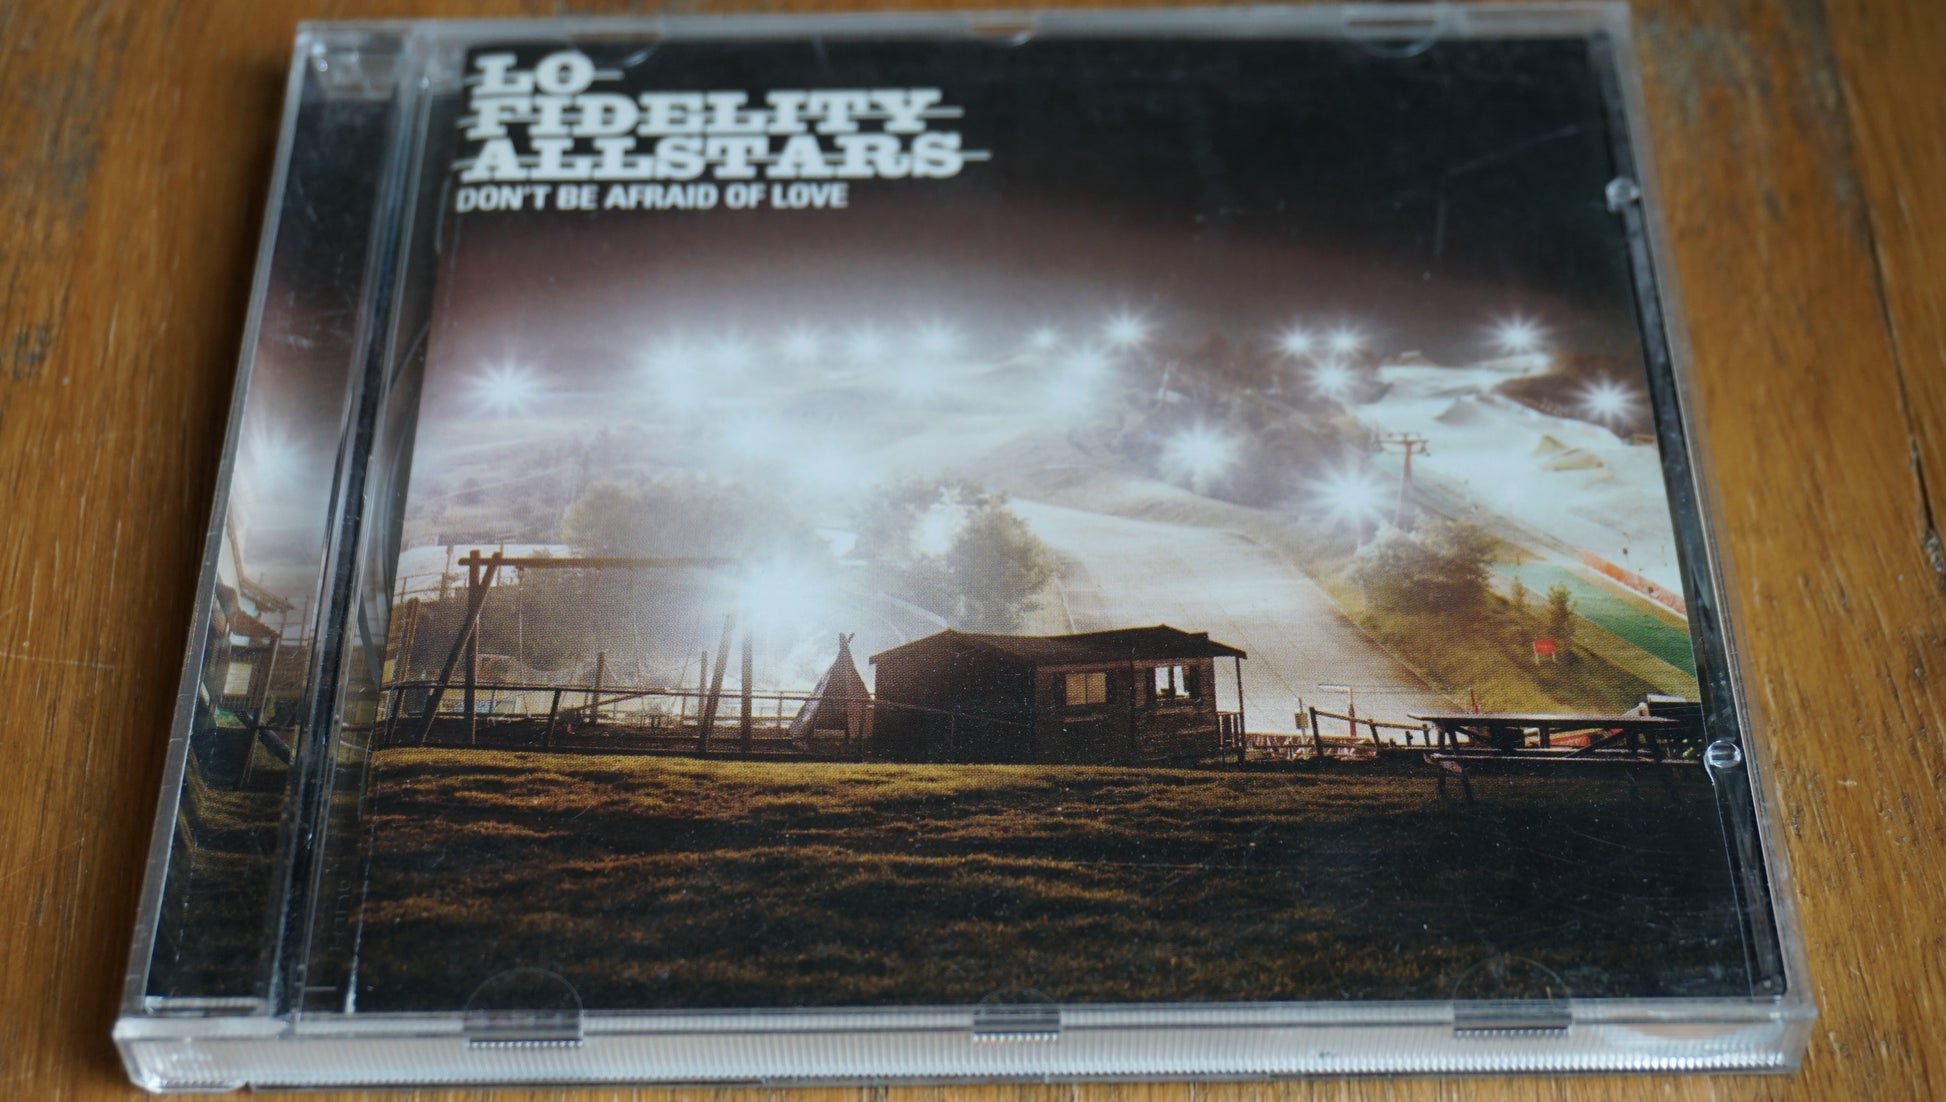 LO
FIDELITY
ALLSTARS
DON'T BE AFRAID OF LOVE